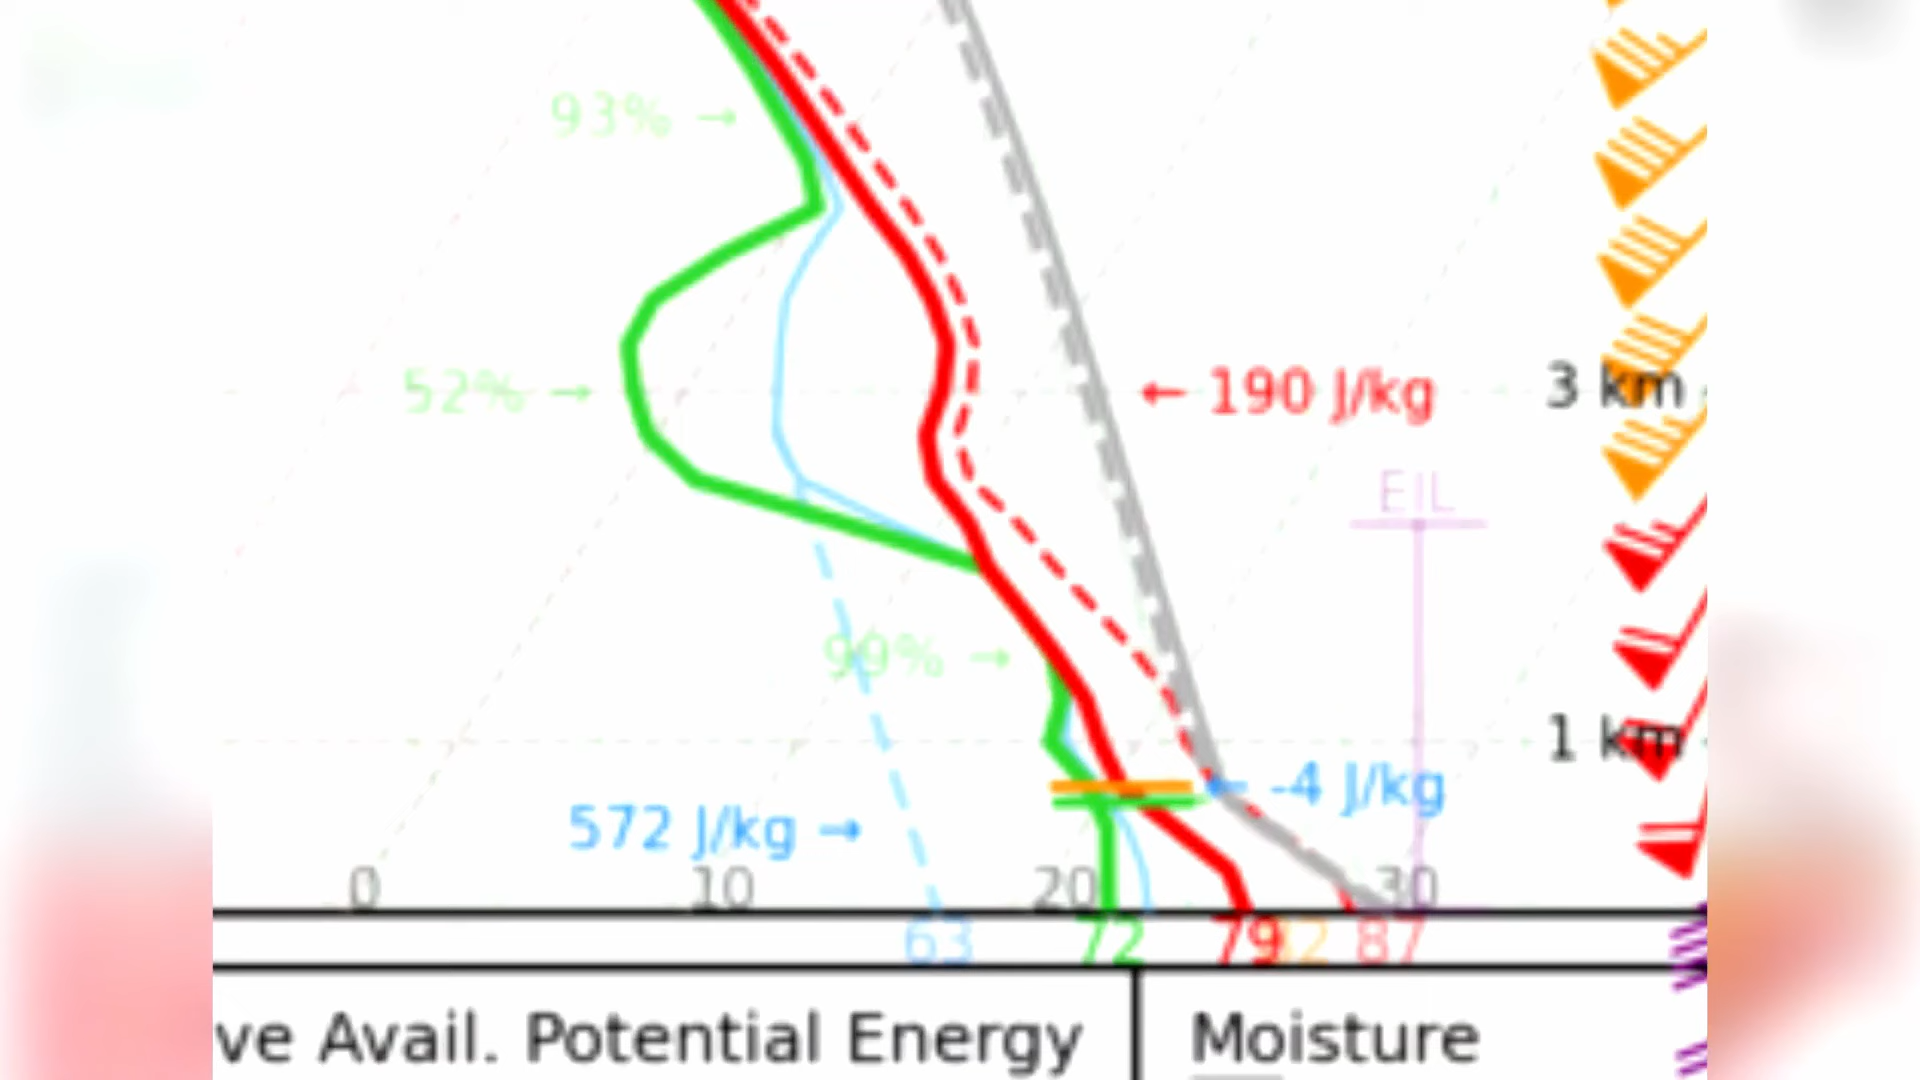 93% →
52% →
← 190 J/kg
3 km
EIL
99% →
1 km
← -4 J/kg
572 J/kg →
0 10 20 30
63 72 79 82 87
ve Avail. Potential Energy
Moisture